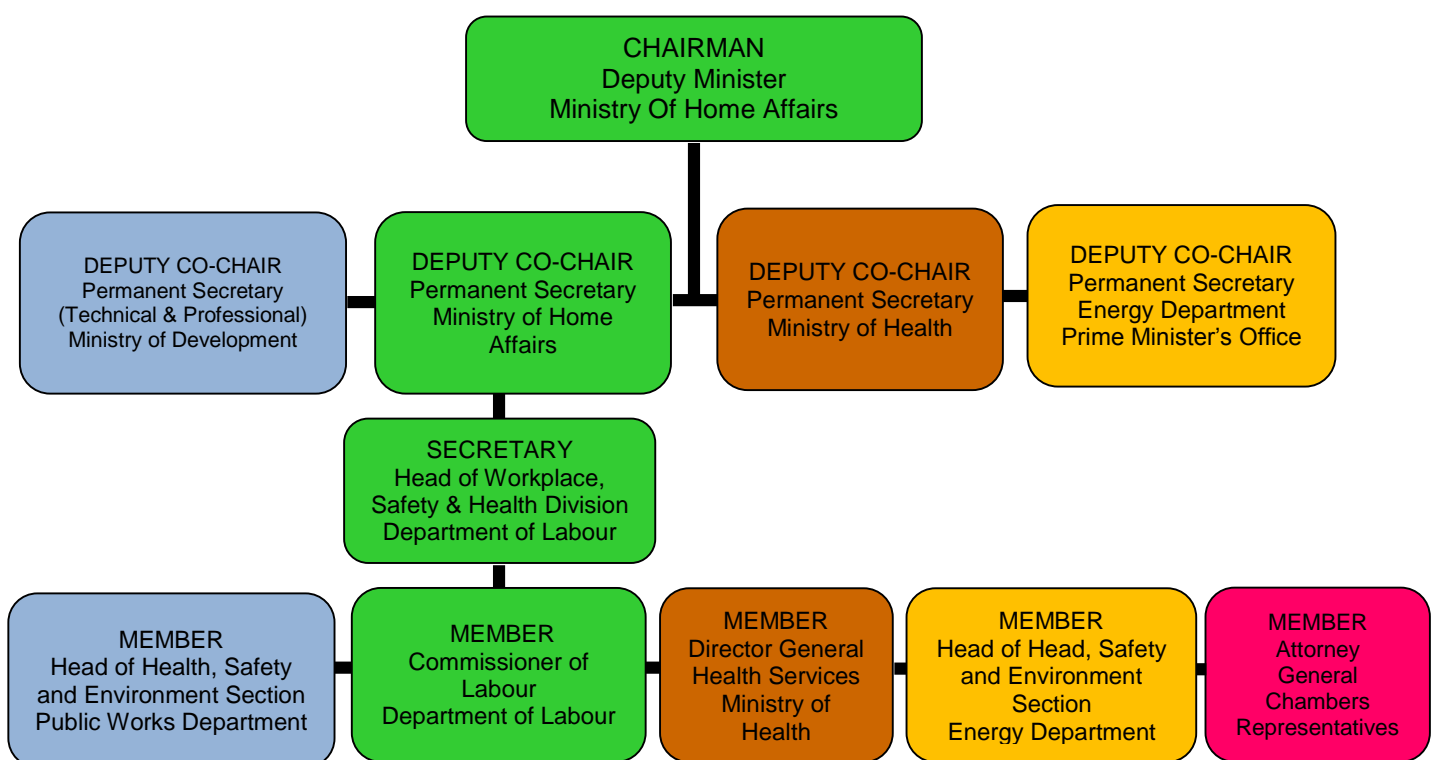 CHAIRMAN
Deputy Minister
Ministry Of Home Affairs
DEPUTY CO-CHAIR
Permanent Secretary
(Technical & Professional)
Ministry of Development
DEPUTY CO-CHAIR
Permanent Secretary
Ministry of Home
Affairs
DEPUTY CO-CHAIR
Permanent Secretary
Ministry of Health
DEPUTY CO-CHAIR
Permanent Secretary
Energy Department
Prime Minister’s Office
SECRETARY
Head of Workplace,
Safety & Health Division
Department of Labour
MEMBER
Head of Health, Safety
and Environment Section
Public Works Department
MEMBER
Commissioner of
Labour
Department of Labour
MEMBER
Director General
Health Services
Ministry of
Health
MEMBER
Head of Head, Safety
and Environment
Section
Energy Department
MEMBER
Attorney
General
Chambers
Representatives